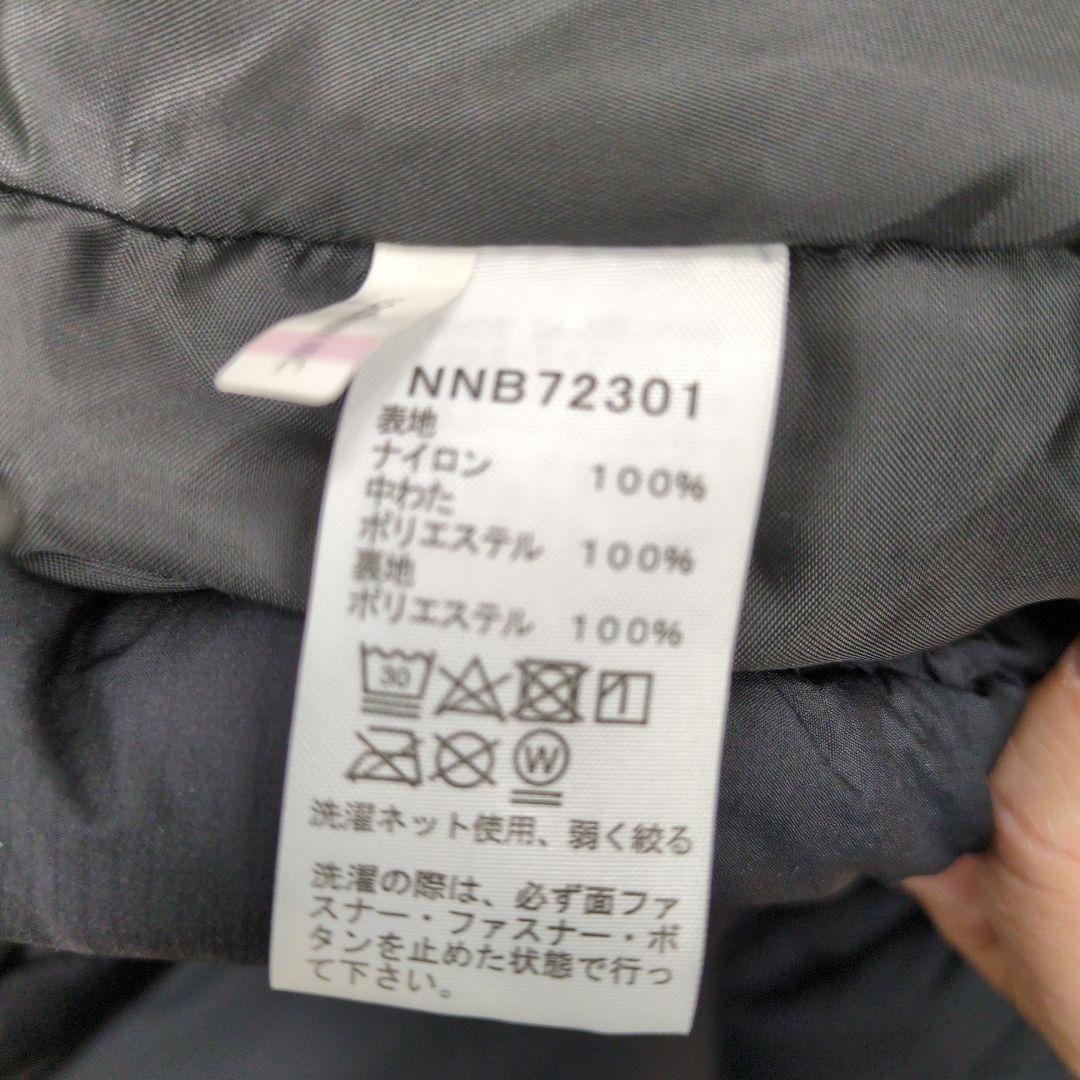 NNB72301
表地
ナイロン 100%
中わた
ポリエステル 100%
裏地
ポリエステル 100%
30
W
洗濯ネット使用、弱く絞る
洗濯の際は、必ず面ファ
スナー・ファスナー・ボ
タンを止めた状態で行っ
て下さい。